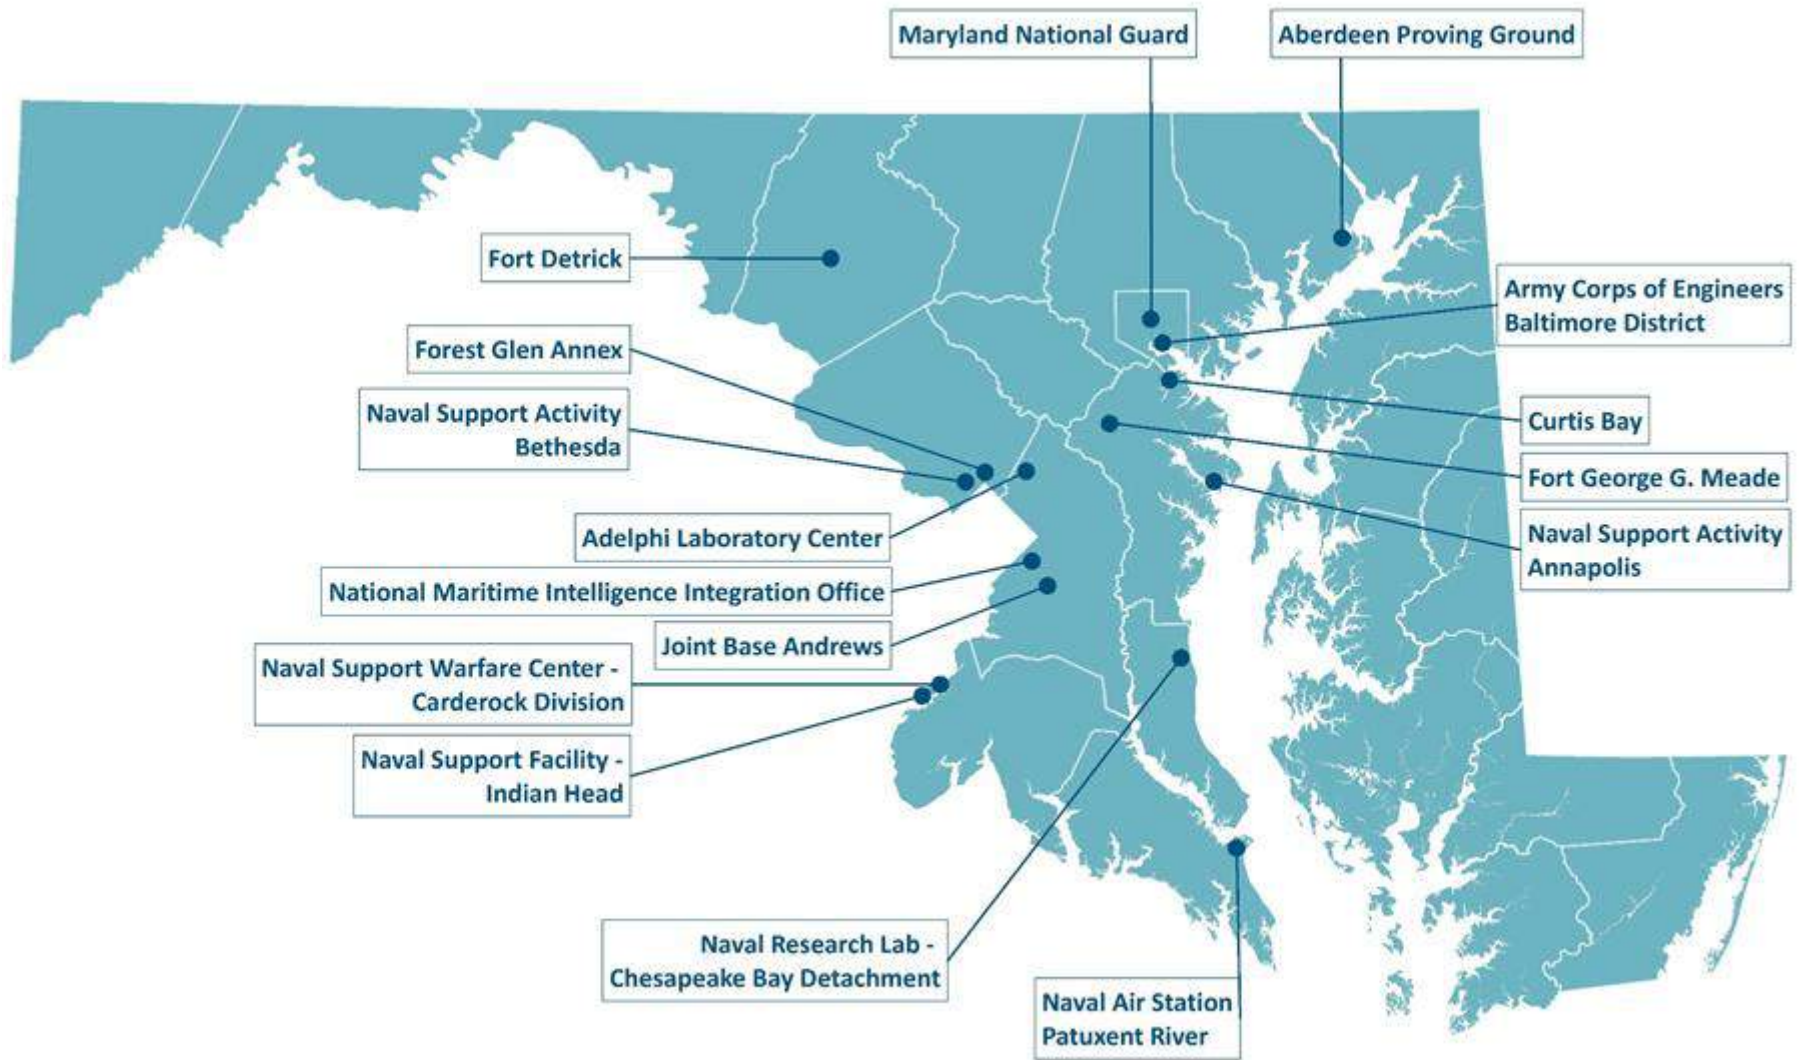 Maryland National Guard
Aberdeen Proving Ground
Fort Detrick
Army Corps of Engineers
Baltimore District
Forest Glen Annex
Naval Support Activity
Bethesda
Curtis Bay
Fort George G. Meade
Adelphi Laboratory Center
Naval Support Activity
Annapolis
National Maritime Intelligence Integration Office
Joint Base Andrews
Naval Support Warfare Center -
Carderock Division
Naval Support Facility -
Indian Head
Naval Research Lab -
Chesapeake Bay Detachment
Naval Air Station
Patuxent River